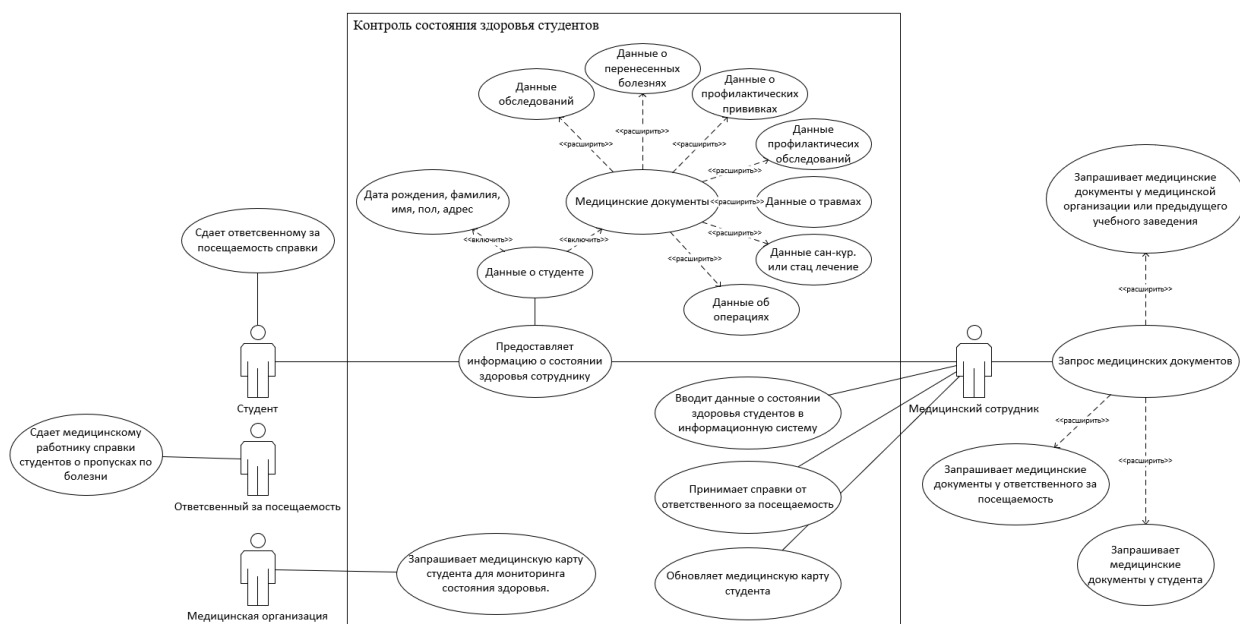 Контроль состояния здоровья студентов
Данные о
перенесенных
болезнях
Данные
обследований
Данные о
профилактических
прививках
<<расширить>>
<<расширить>>
<<расширить>>
Данные
профилактичесих
обследований
<<расширить>>
Дата рождения, фамилия,
имя, пол, адрес
Медицинские документы
<<расширить>>
Данные о травмах
<<расширить>>
Данные сан-кур.
или стац лечение
<<включить>>
<<включить>>
<<расширить>>
Данные о студенте
Данные об
операциях
Сдает ответсвенному за
посещаемость справки
Запрашивает медицинские
документы у медицинской
организации или предыдущего
учебного заведения
<<расширить>>
Студент
Предоставляет
информацию о состоянии
здоровья сотруднику
Медицинский сотрудник
Запрос медицинских документов
Вводит данные о состоянии
здоровья студентов в
информационную систему
<<расширить>>
<<расширить>>
Сдает медицинскому
работнику справки
студентов о пропусках по
болезни
Ответсвенный за посещаемость
Принимает справки от
ответственного за посещаемость
Запрашивает медицинские
документы у ответственного за
посещаемость
Запрашивает медицинскую карту
студента для мониторинга
состояния здоровья.
Медицинская организация
Обновляет медицинскую карту
студента
Запрашивает
медицинские
документы у студента